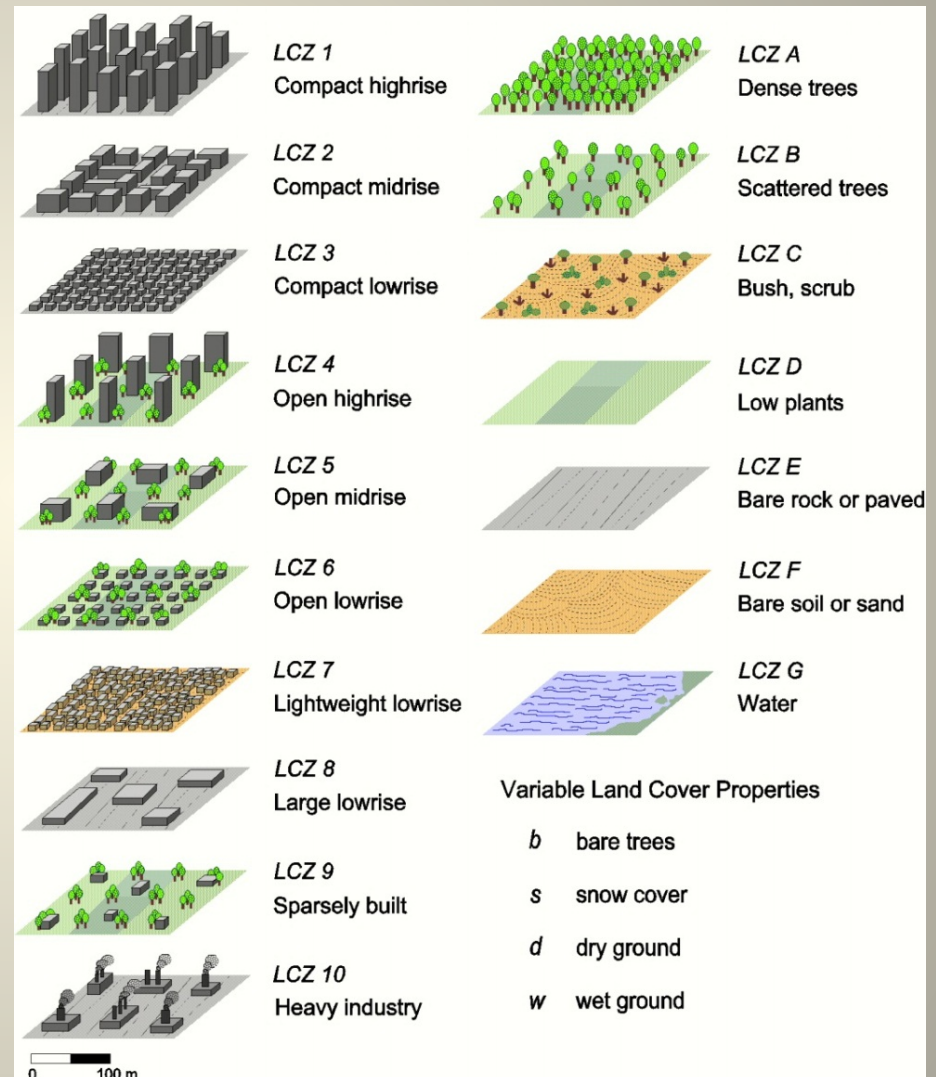 LCZ 1
Compact highrise
LCZ 2
Compact midrise
LCZ 3
Compact lowrise
LCZ 4
Open highrise
LCZ 5
Open midrise
LCZ 6
Open lowrise
LCZ 7
Lightweight lowrise
LCZ 8
Large lowrise
LCZ 9
Sparsely built
LCZ 10
Heavy industry
0 100 m
LCZ A
Dense trees
LCZ B
Scattered trees
LCZ C
Bush, scrub
LCZ D
Low plants
LCZ E
Bare rock or paved
LCZ F
Bare soil or sand
LCZ G
Water
Variable Land Cover Properties
b bare trees
s snow cover
d dry ground
w wet ground